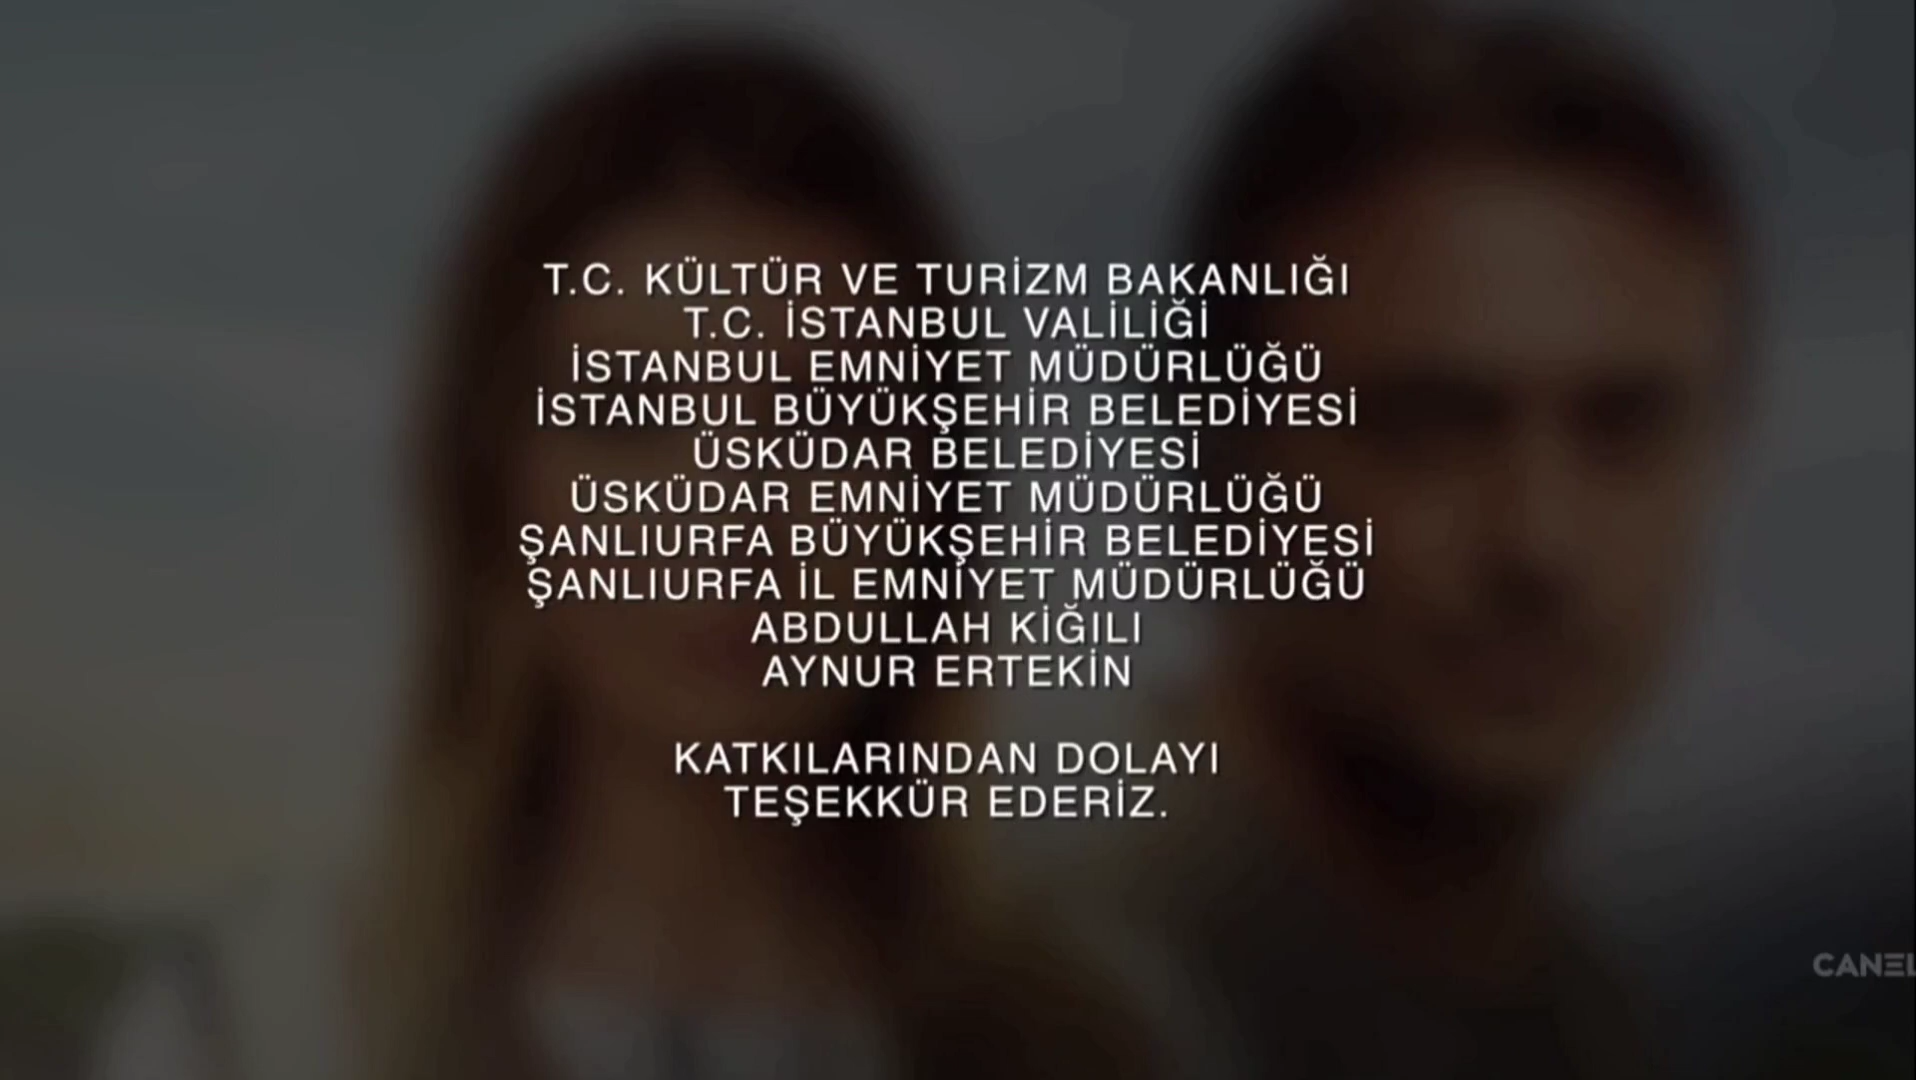 T.C. KÜLTÜR VE TURİZM BAKANLIĞI
T.C. İSTANBUL VALİLİĞİ
İSTANBUL EMNİYET MÜDÜRLÜĞÜ
İSTANBUL BÜYÜKŞEHİR BELEDİYESİ
ÜSKÜDAR BELEDİYESİ
ÜSKÜDAR EMNİYET MÜDÜRLÜĞÜ
ŞANLIURFA BÜYÜKŞEHİR BELEDİYESİ
ŞANLIURFA İL EMNİYET MÜDÜRLÜĞÜ
ABDULLAH KİĞILI
AYNUR ERTEKİN
KATKILARINDAN DOLAYI
TEŞEKKÜR EDERİZ.
CANEL